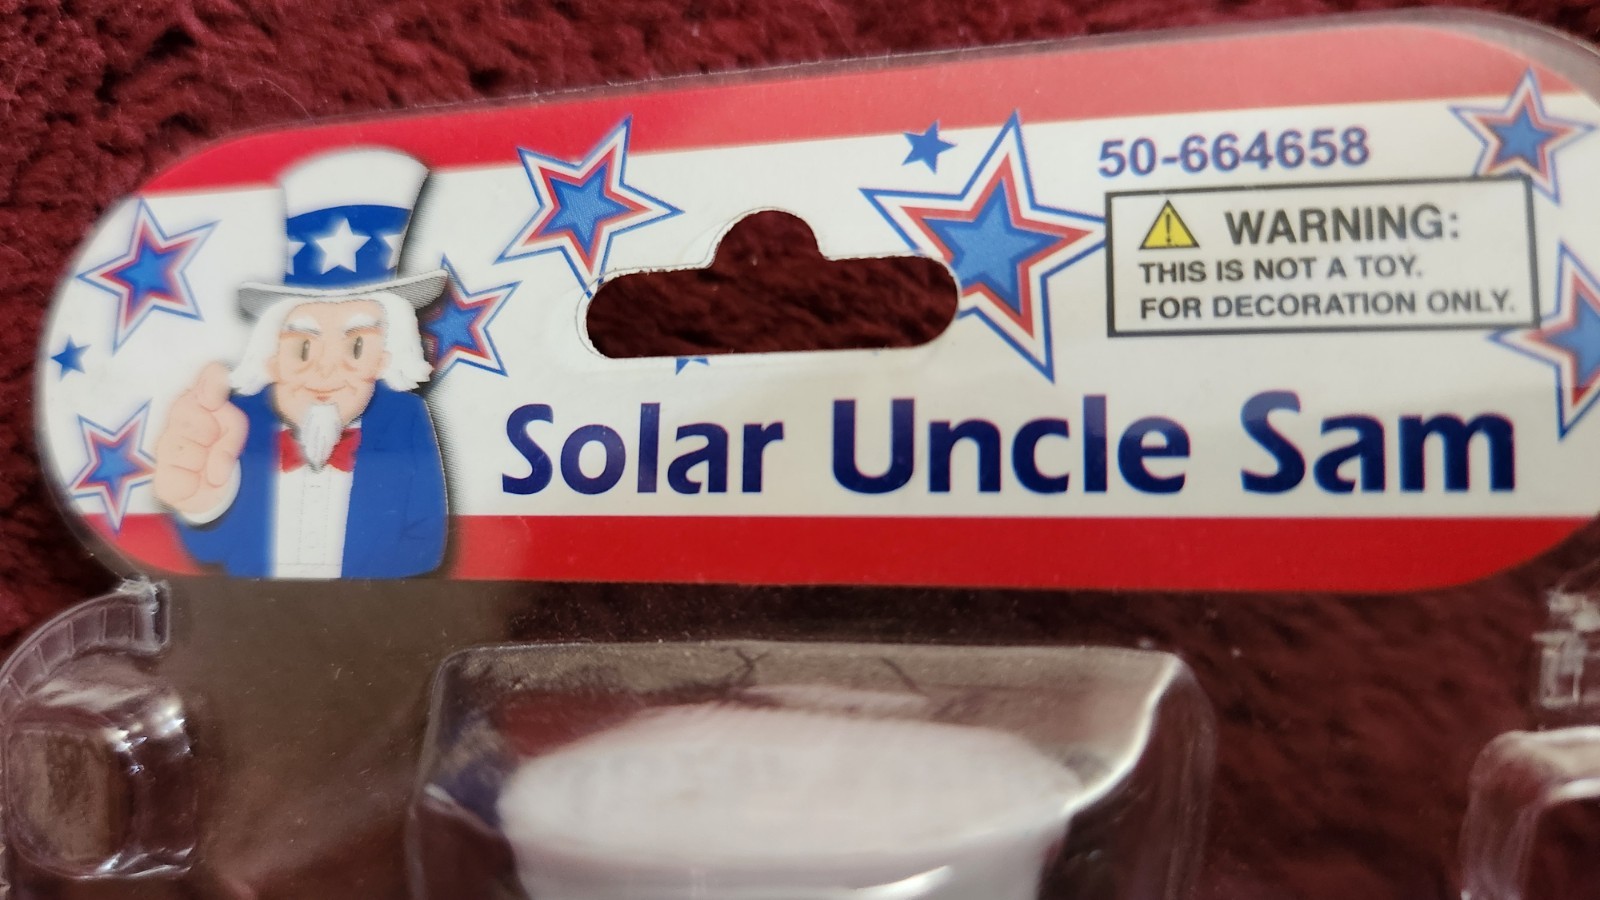 50-664658
WARNING:
THIS IS NOT A TOY.
FOR DECORATION ONLY.
Solar Uncle Sam